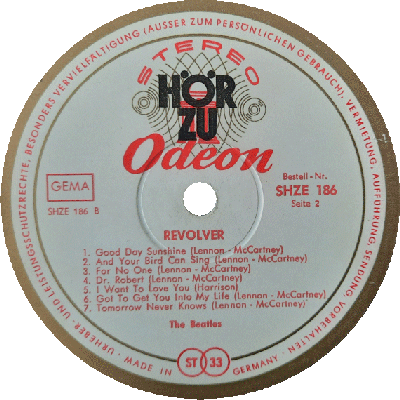 URHEBER- UND LEISTUNGSSCHUTZRECHTE, BESONDERS VERVIELFÄLTIGUNG (AUSSER ZUM PERSÖNLICHEN GEBRAUCH), VERMIETUNG, AUFFÜHRUNG, SENDUNG, VORBEHALTEN.
STEREO
HÖR
ZU
Odeon
GEMA
SHZE 186 B
Bestell-Nr.
SHZE 186
Seite 2
REVOLVER
1. Good Day Sunshine (Lennon - McCartney)
2. And Your Bird Can Sing (Lennon - McCartney)
3. For No One (Lennon - McCartney)
4. Dr. Robert (Lennon - McCartney)
5. I Want To Love You (Harrison)
6. Got To Get You Into My Life (Lennon - McCartney)
7. Tomorrow Never Knows (Lennon - McCartney)
The Beatles
MADE IN
ST 33
GERMANY